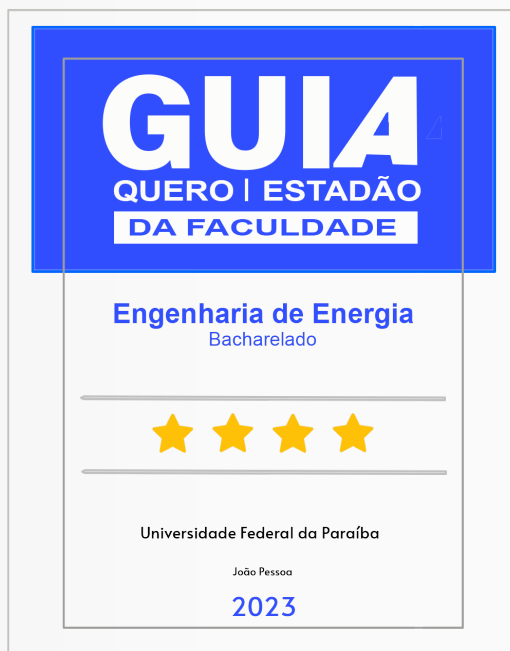 GUIA
QUERO | ESTADÃO
DA FACULDADE
Engenharia de Energia
Bacharelado
Universidade Federal da Paraíba
João Pessoa
2023